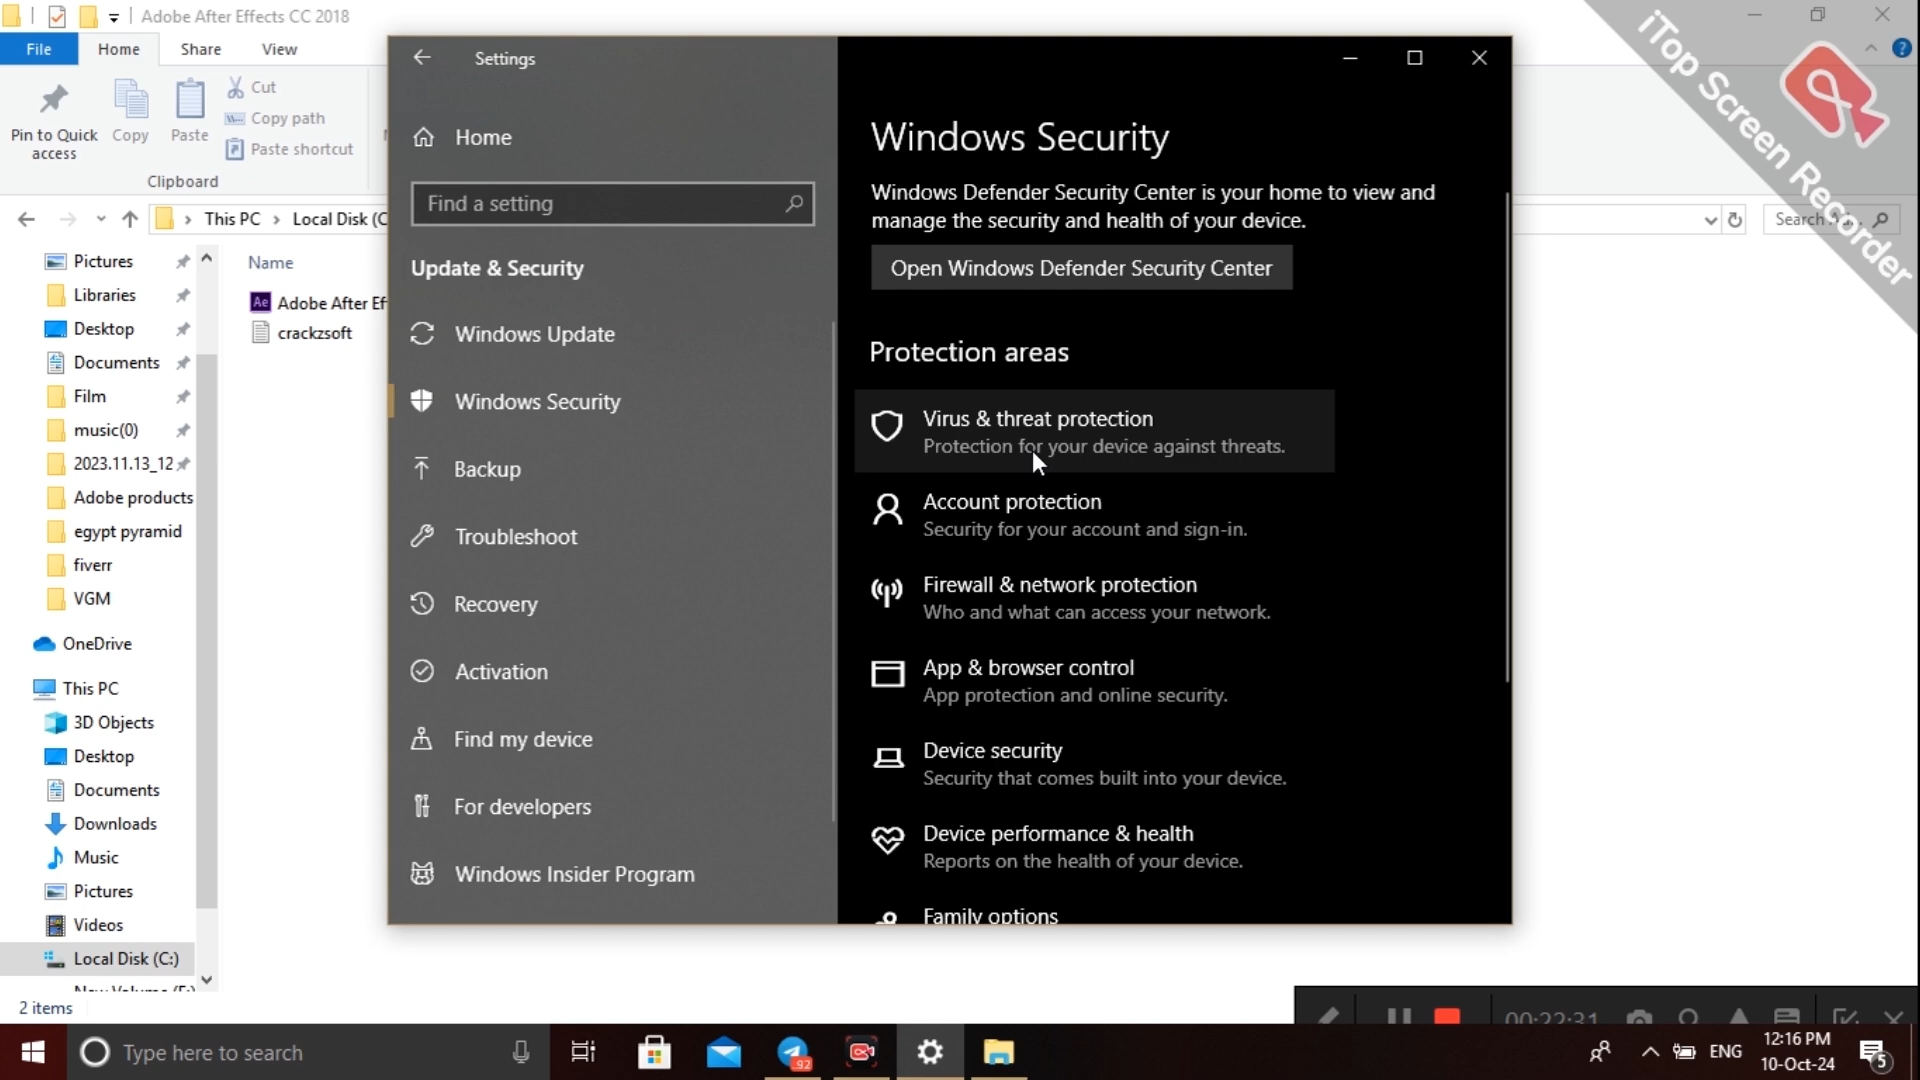 Adobe After Effects CC 2018
File
Home
Share
View
Pin to Quick
access
Copy
Paste
Cut
Copy path
Paste shortcut
Clipboard
This PC
Local Disk (C
Search
Pictures
Libraries
Desktop
Documents
Film
music(0)
2023.11.13_12
Adobe products
egypt pyramid
fiverr
VGM
OneDrive
This PC
3D Objects
Desktop
Documents
Downloads
Music
Pictures
Videos
Local Disk (C:)
2 items
Name
Ae Adobe After Ef
crackzsoft
Settings
Home
Find a setting
Update & Security
Windows Update
Windows Security
Backup
Troubleshoot
Recovery
Activation
Find my device
For developers
Windows Insider Program
Windows Security
Windows Defender Security Center is your home to view and
manage the security and health of your device.
Open Windows Defender Security Center
Protection areas
Virus & threat protection
Protection for your device against threats.
Account protection
Security for your account and sign-in.
Firewall & network protection
Who and what can access your network.
App & browser control
App protection and online security.
Device security
Security that comes built into your device.
Device performance & health
Reports on the health of your device.
Family options
iTop Screen Recorder
00:22:31
Type here to search
92
ENG
12:16 PM
10-Oct-24
5